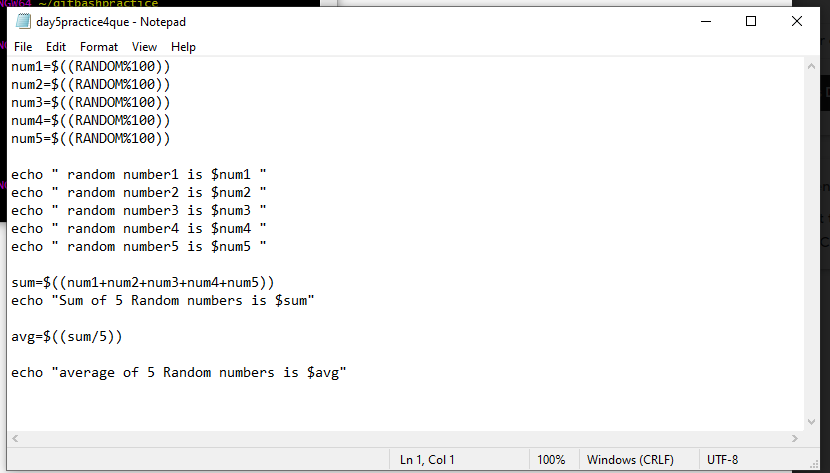 NGW64 ~/gitbashpractice
day5practice4que - Notepad
File Edit Format View Help
num1=$((RANDOM%100))
num2=$((RANDOM%100))
num3=$((RANDOM%100))
num4=$((RANDOM%100))
num5=$((RANDOM%100))
echo " random number1 is $num1 "
echo " random number2 is $num2 "
echo " random number3 is $num3 "
echo " random number4 is $num4 "
echo " random number5 is $num5 "
sum=$((num1+num2+num3+num4+num5))
echo "Sum of 5 Random numbers is $sum"
avg=$((sum/5))
echo "average of 5 Random numbers is $avg"
Ln 1, Col 1 100% Windows (CRLF) UTF-8